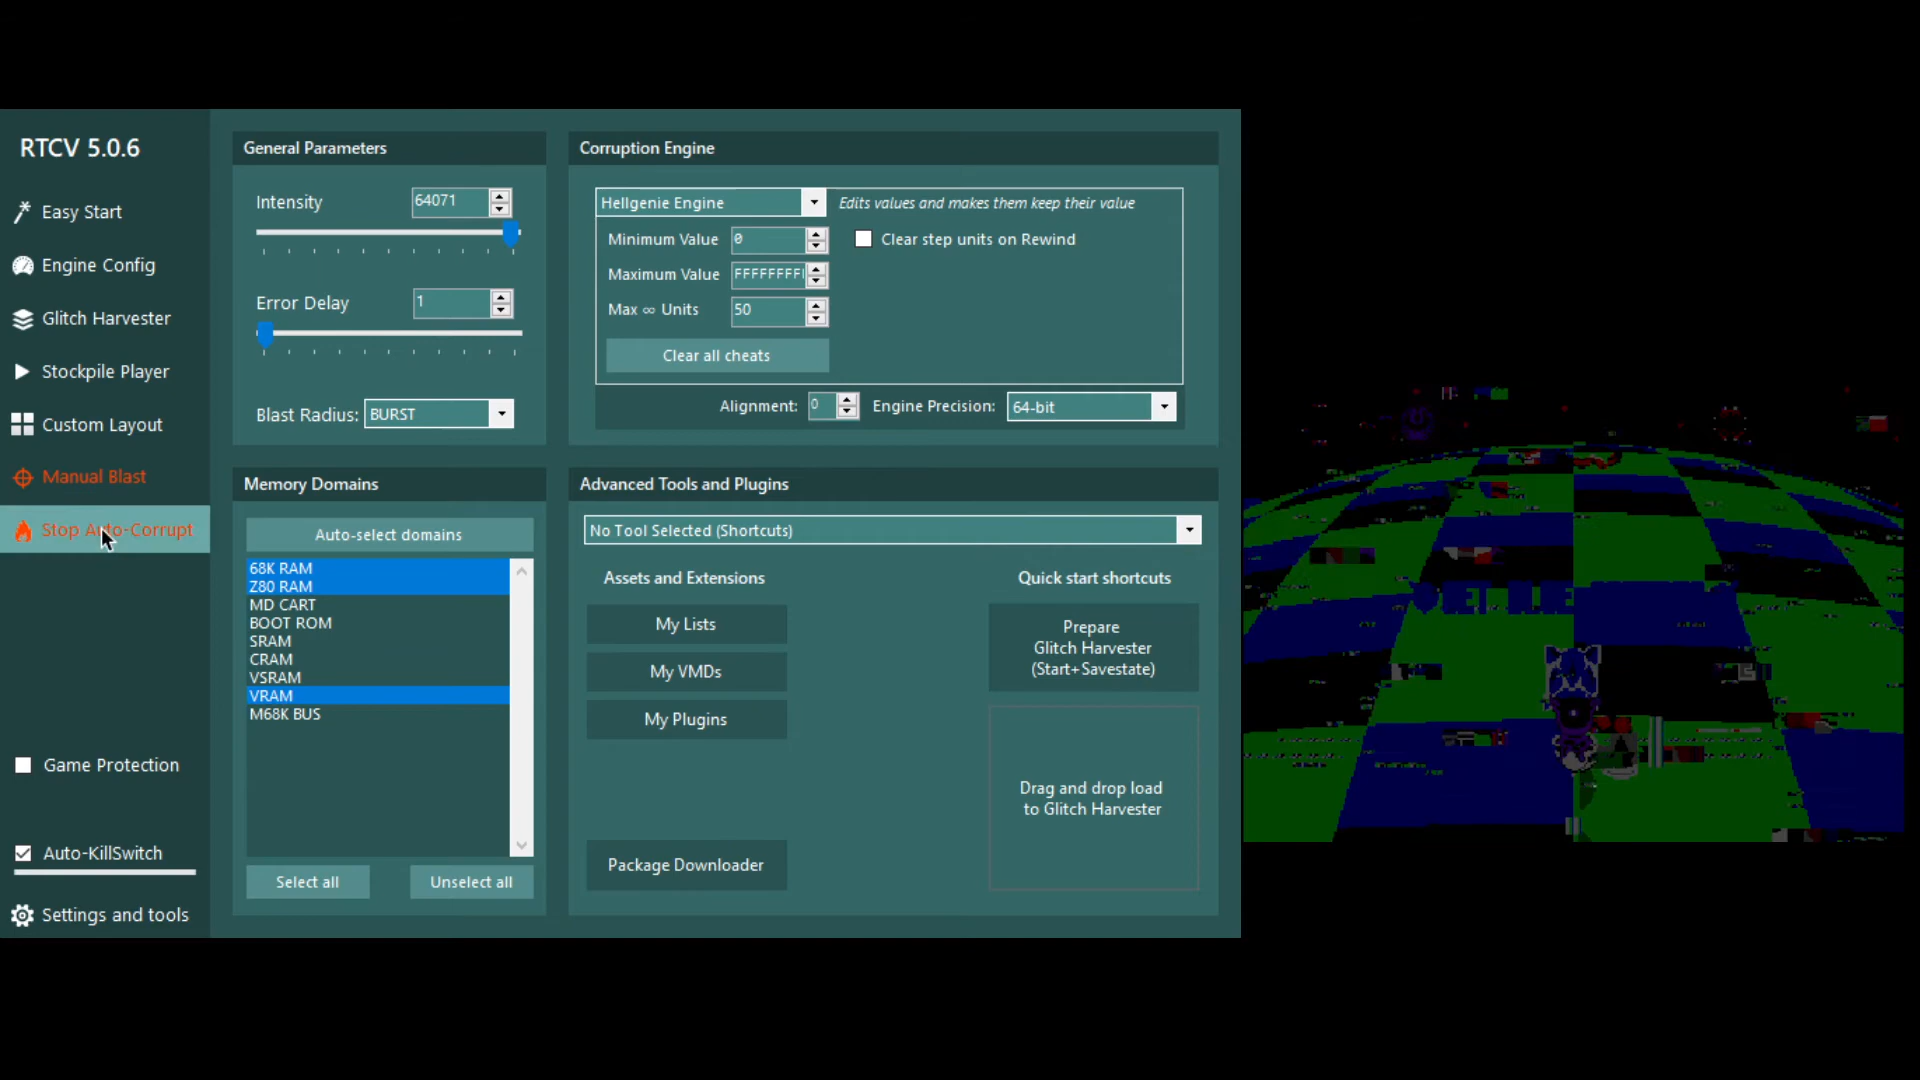 RTCV 5.0.6
Easy Start
Engine Config
Glitch Harvester
Stockpile Player
Custom Layout
Manual Blast
Stop Auto-Corrupt
Game Protection
Auto-KillSwitch
Settings and tools
General Parameters
Intensity
64071
Error Delay
1
Blast Radius: BURST
Memory Domains
Auto-select domains
68K RAM
Z80 RAM
MD CART
BOOT ROM
SRAM
CRAM
VSRAM
VRAM
M68K BUS
Select all
Unselect all
Corruption Engine
Hellgenie Engine
Edits values and makes them keep their value
Minimum Value 0
Clear step units on Rewind
Maximum Value FFFFFFFF
Max ∞ Units 50
Clear all cheats
Alignment: 0
Engine Precision: 64-bit
Advanced Tools and Plugins
No Tool Selected (Shortcuts)
Assets and Extensions
My Lists
My VMDs
My Plugins
Package Downloader
Quick start shortcuts
Prepare
Glitch Harvester
(Start+Savestate)
Drag and drop load
to Glitch Harvester